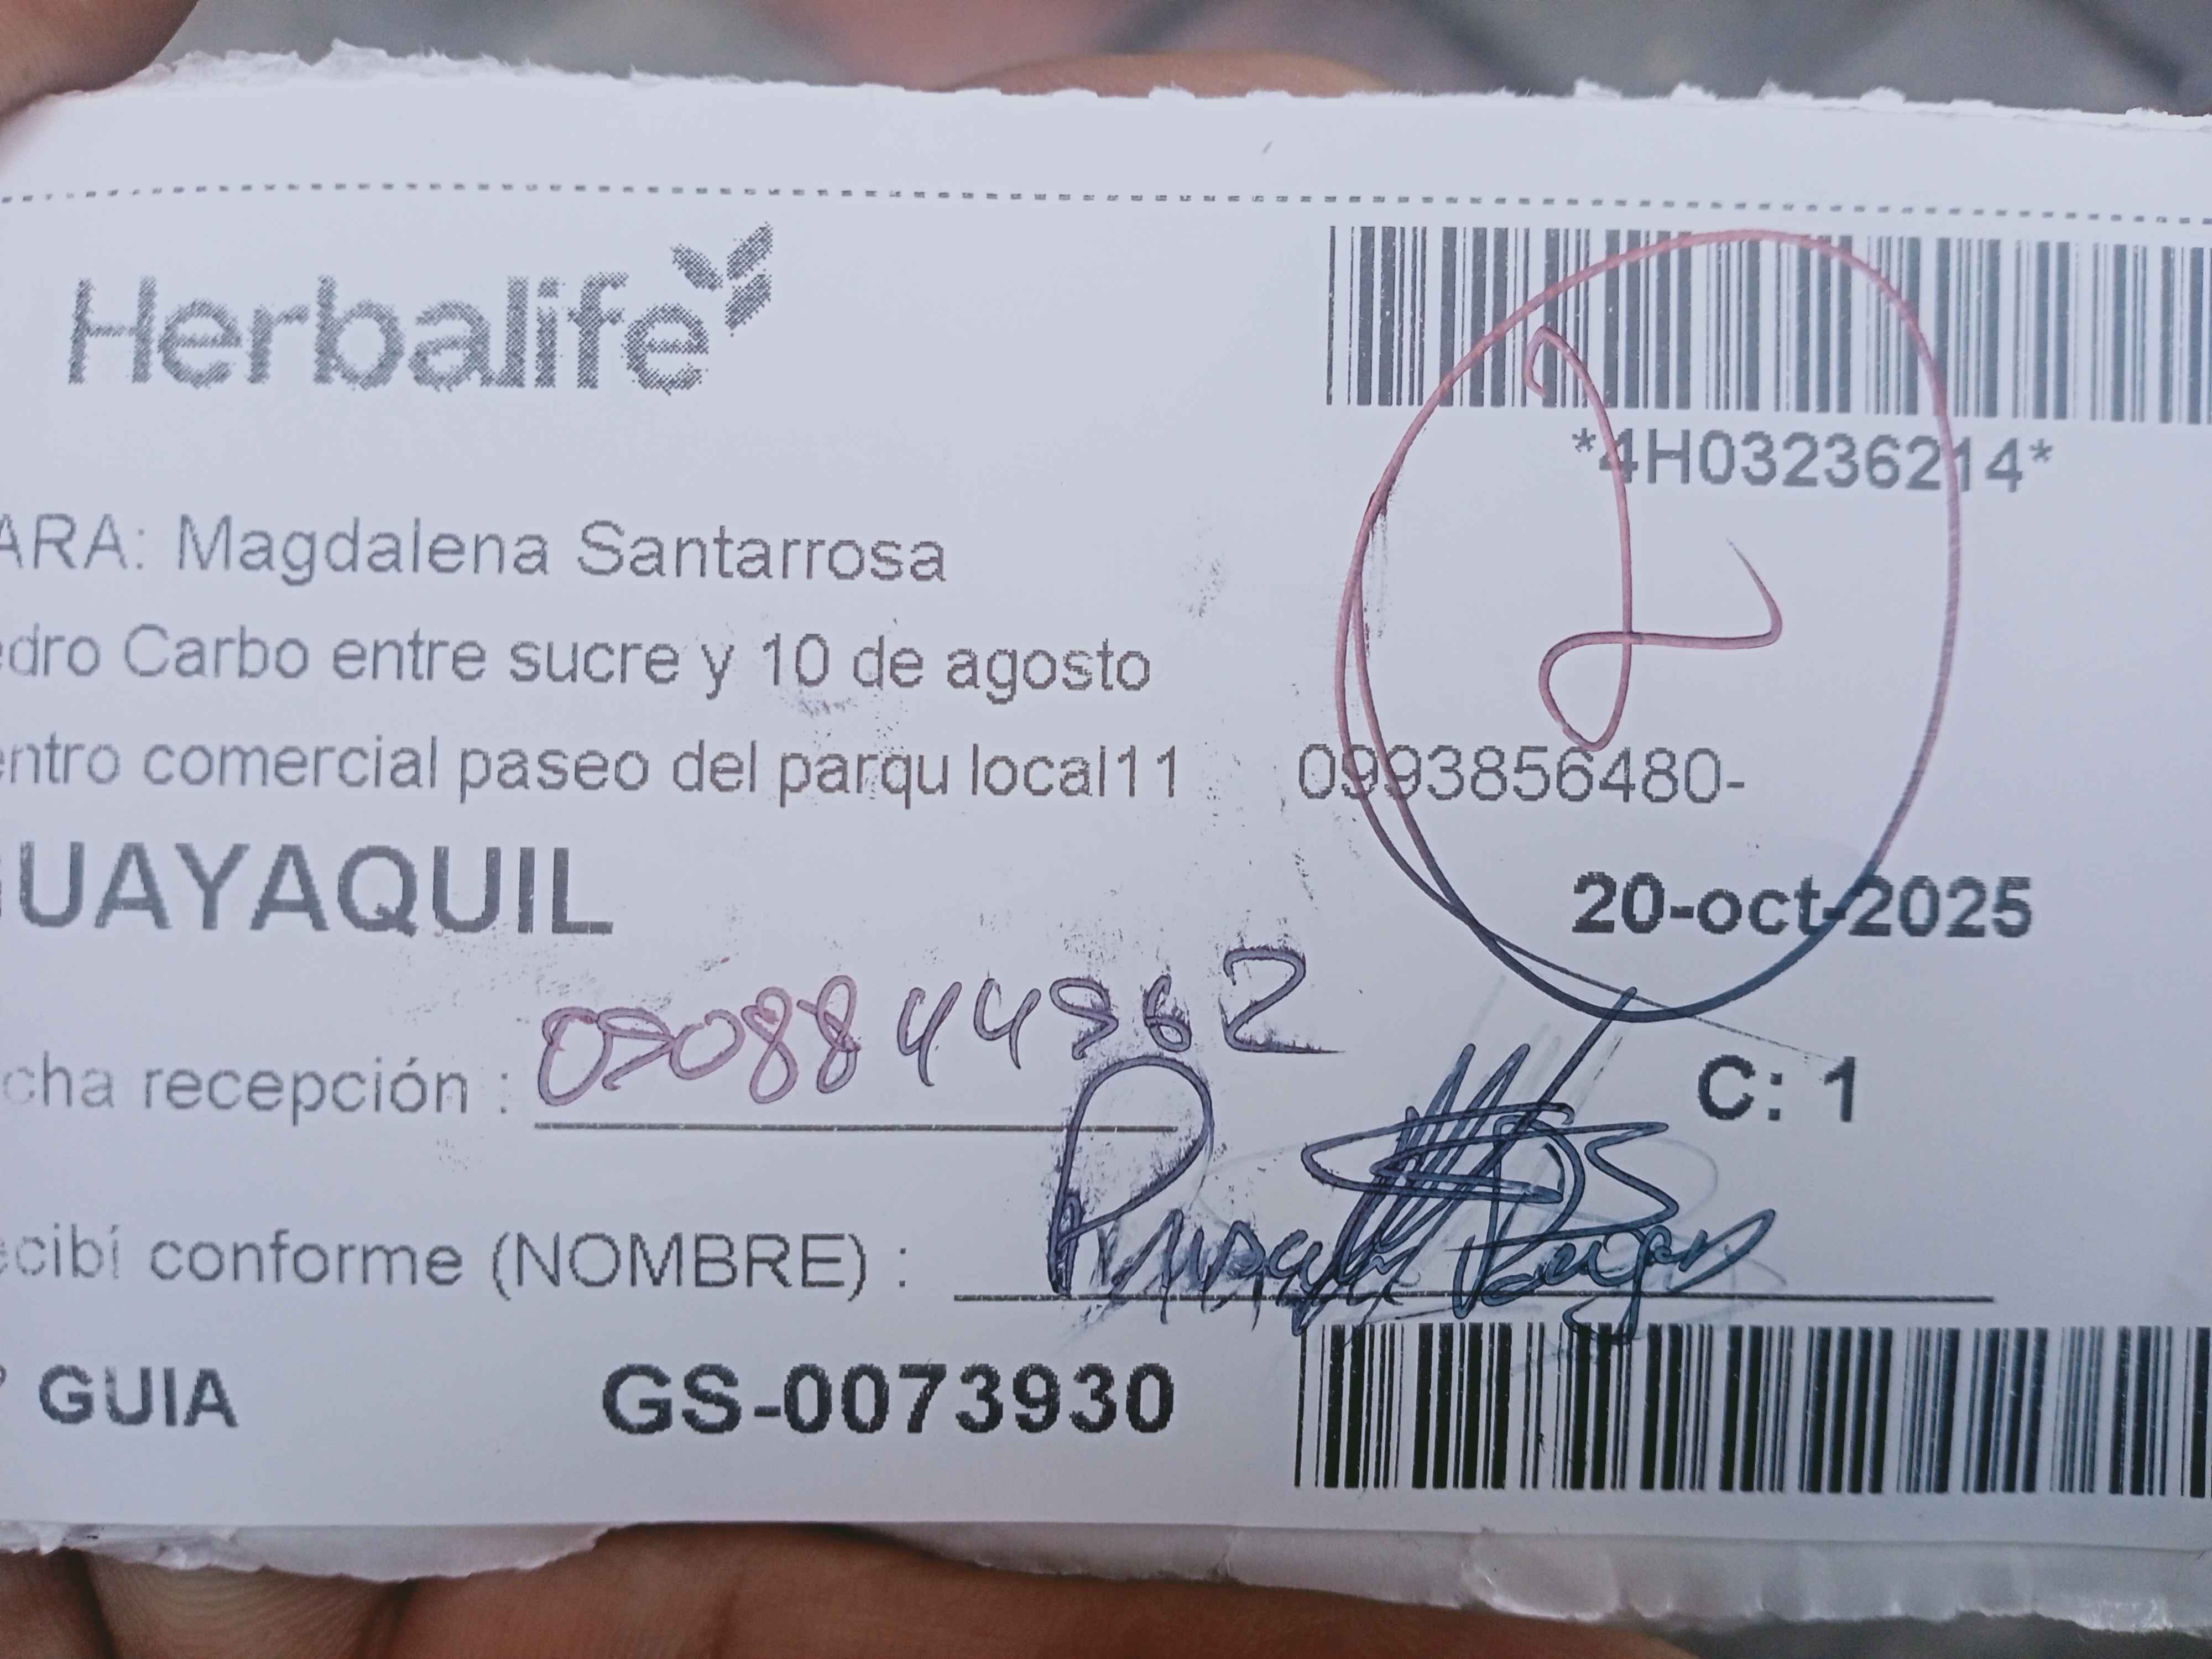 Herbalife
*4H03236214*
ARA: Magdalena Santarrosa
edro Carbo entre sucre y 10 de agosto
entro comercial paseo del parqu local11 0993856480-
GUAYAQUIL
20-oct-2025
2
cha recepción :
C: 1
ecibí conforme (NOMBRE) :
GUIA GS-0073930